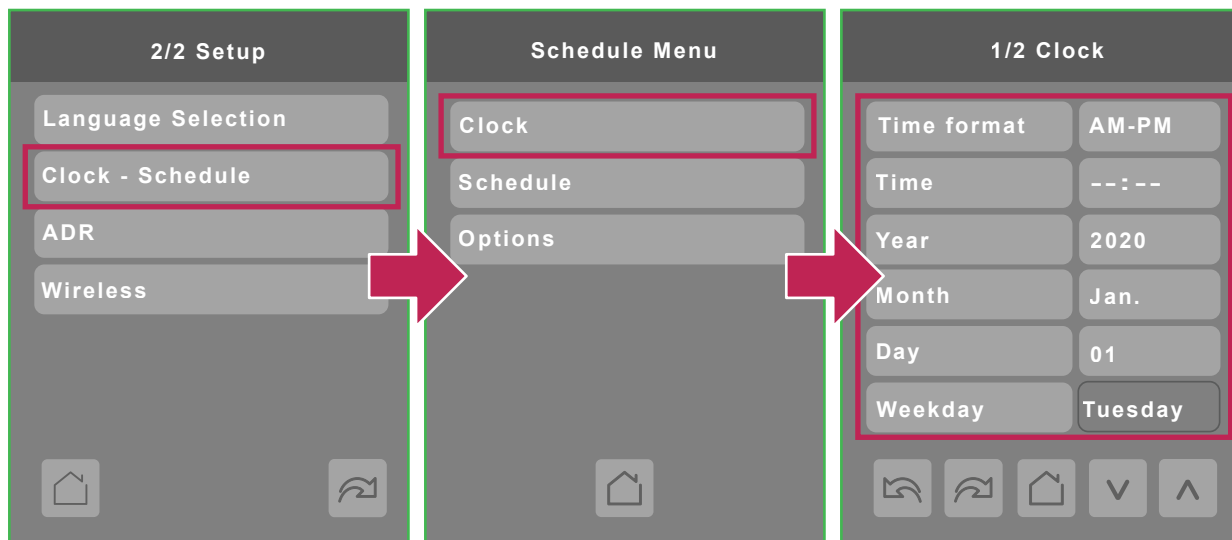 2/2 Setup
Language Selection
Clock - Schedule
ADR
Wireless
Schedule Menu
Clock
Schedule
Options
1/2 Clock
Time format AM-PM
Time --:--
Year 2020
Month Jan.
Day 01
Weekday Tuesday